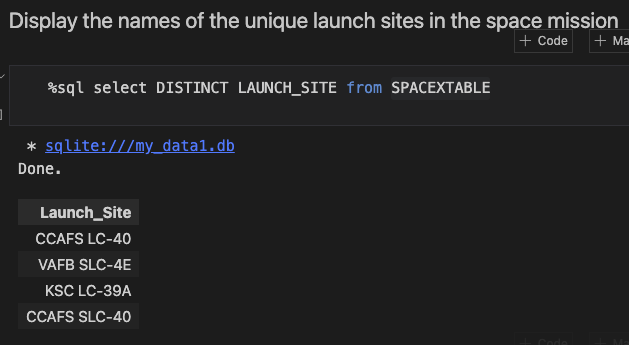 Display the names of the unique launch sites in the space mission
+ Code
+ Ma
%sql select DISTINCT LAUNCH_SITE from SPACEXTABLE
]
* sqlite:///my_data1.db
Done.
Launch_Site
CCAFS LC-40
VAFB SLC-4E
KSC LC-39A
CCAFS SLC-40
+ Code